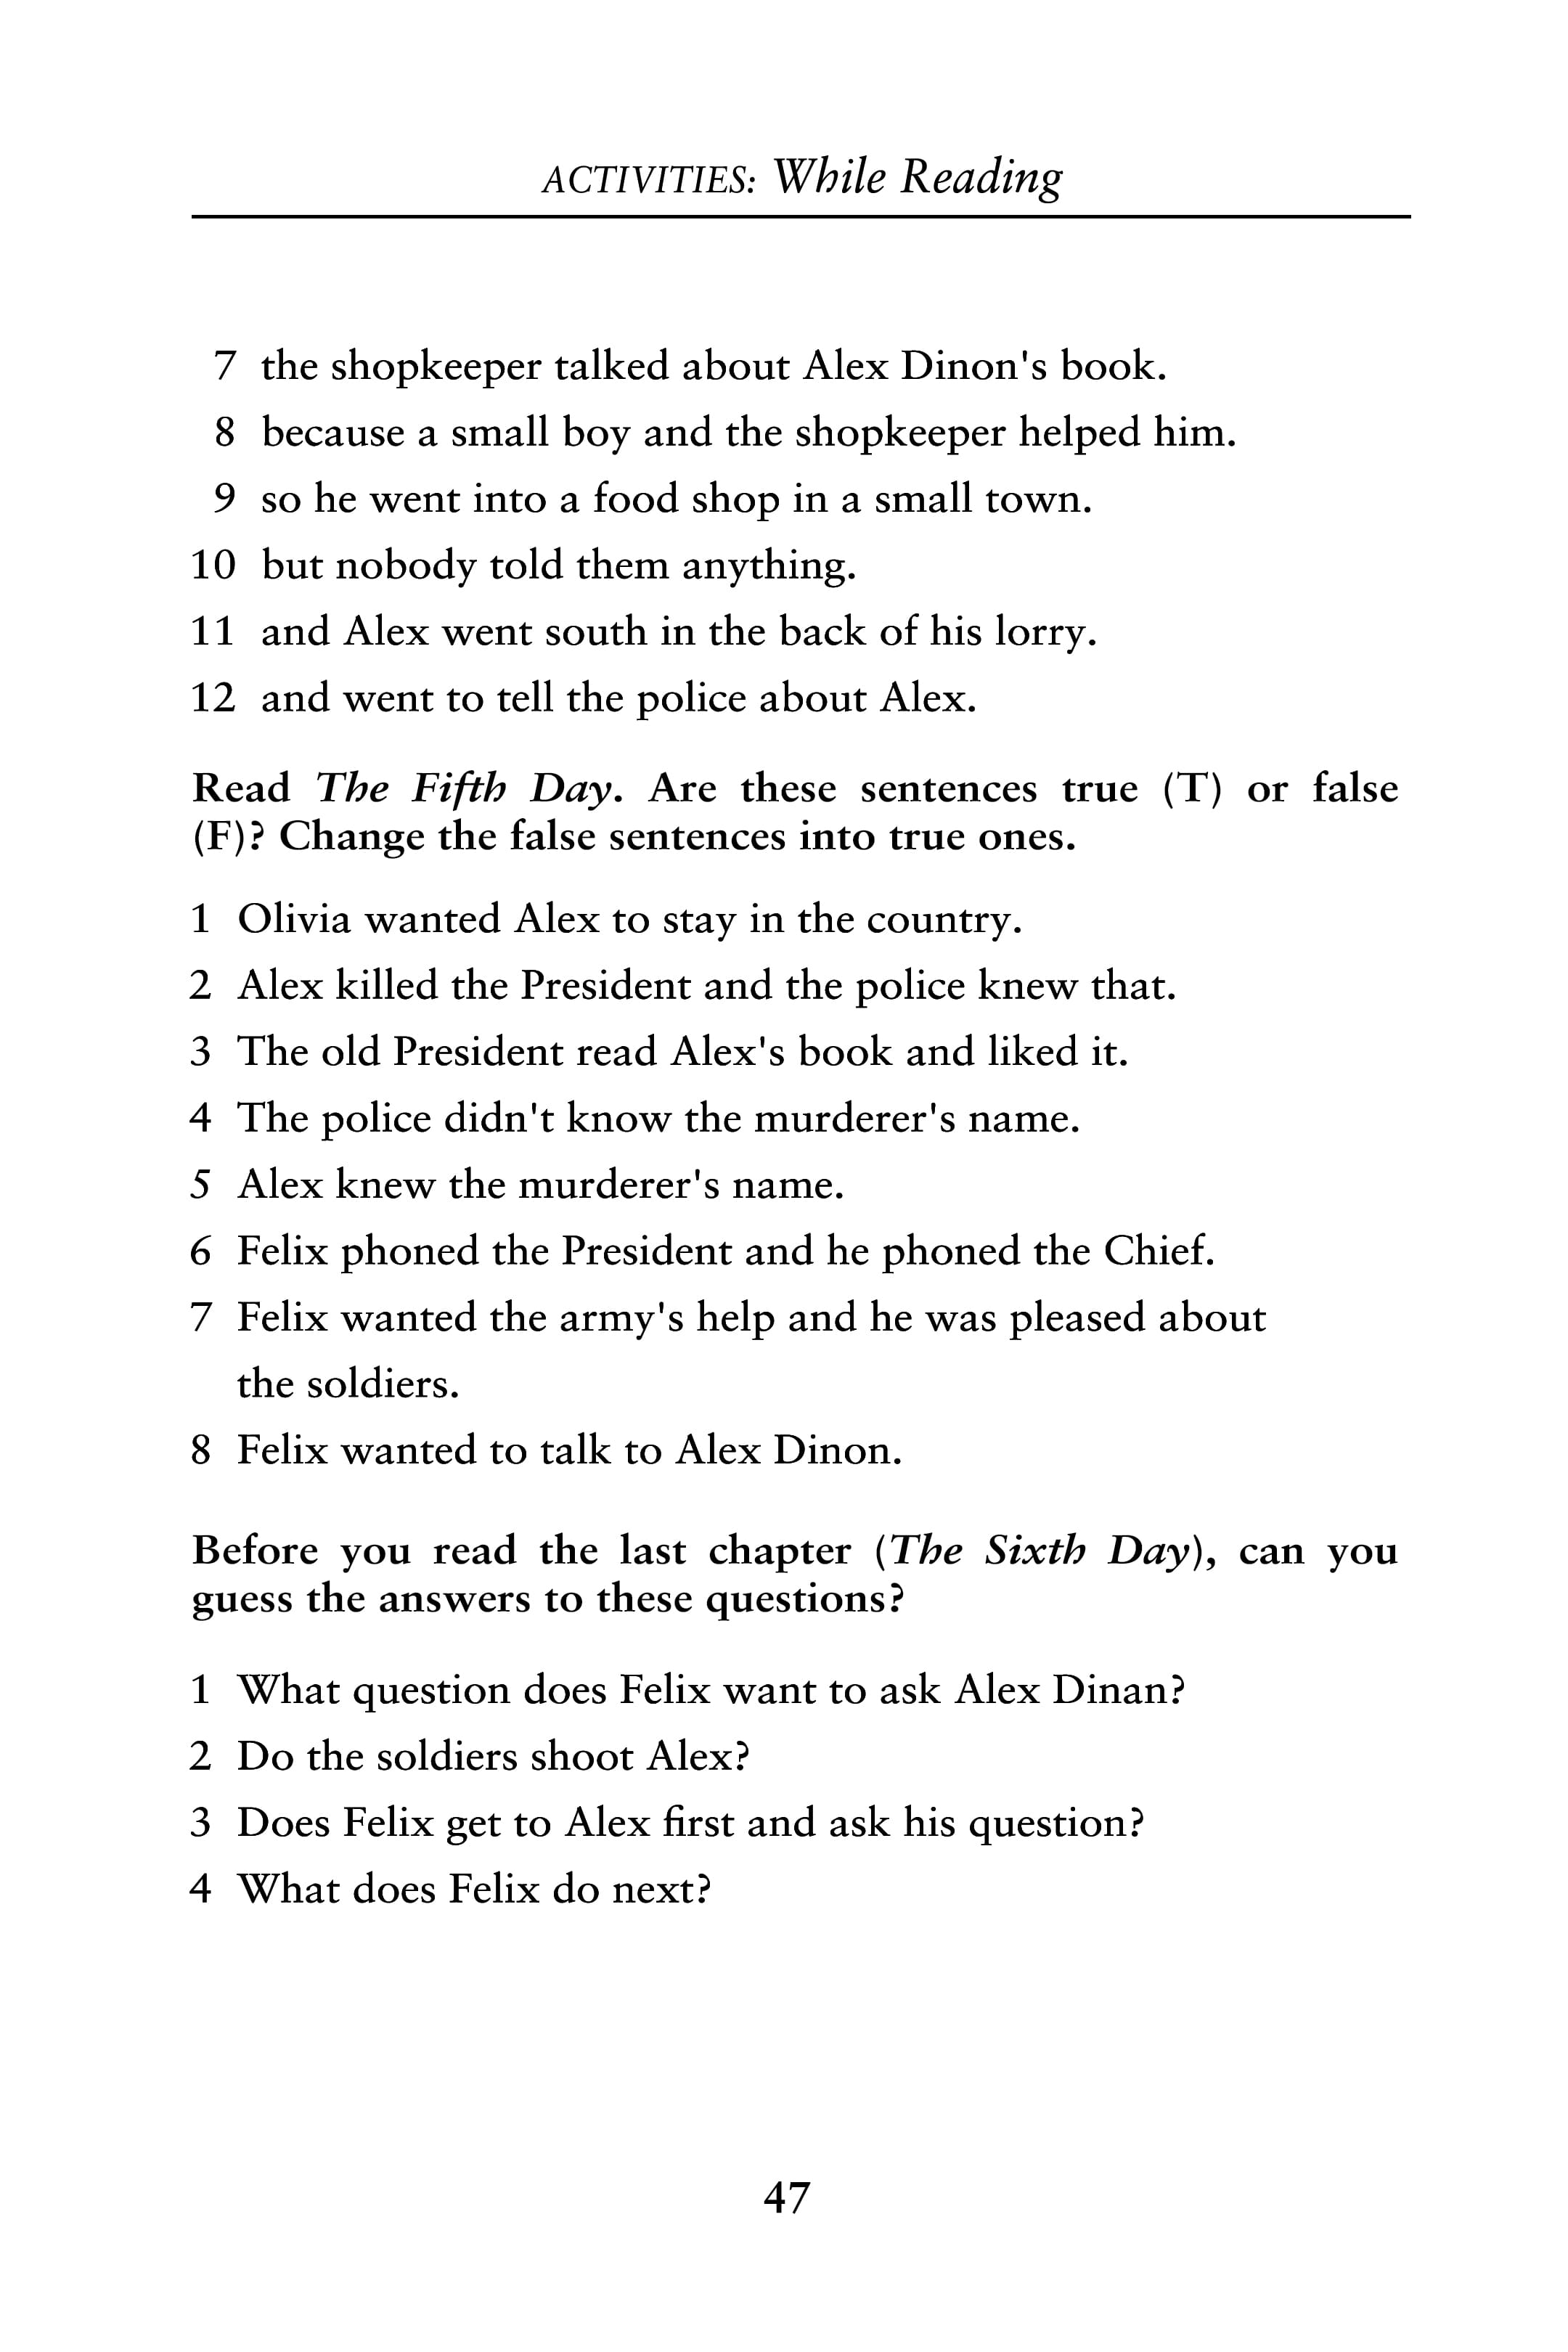 ACTIVITIES: While Reading
7 the shopkeeper talked about Alex Dinon's book.
8 because a small boy and the shopkeeper helped him.
9 so he went into a food shop in a small town.
10 but nobody told them anything.
11 and Alex went south in the back of his lorry.
12 and went to tell the police about Alex.
Read The Fifth Day. Are these sentences true (T) or false
(F)? Change the false sentences into true ones.
1 Olivia wanted Alex to stay in the country.
2 Alex killed the President and the police knew that.
3 The old President read Alex's book and liked it.
4 The police didn't know the murderer's name.
5 Alex knew the murderer's name.
6 Felix phoned the President and he phoned the Chief.
7 Felix wanted the army's help and he was pleased about
the soldiers.
8 Felix wanted to talk to Alex Dinon.
Before you read the last chapter (The Sixth Day), can you
guess the answers to these questions?
1 What question does Felix want to ask Alex Dinan?
2 Do the soldiers shoot Alex?
3 Does Felix get to Alex first and ask his question?
4 What does Felix do next?
47